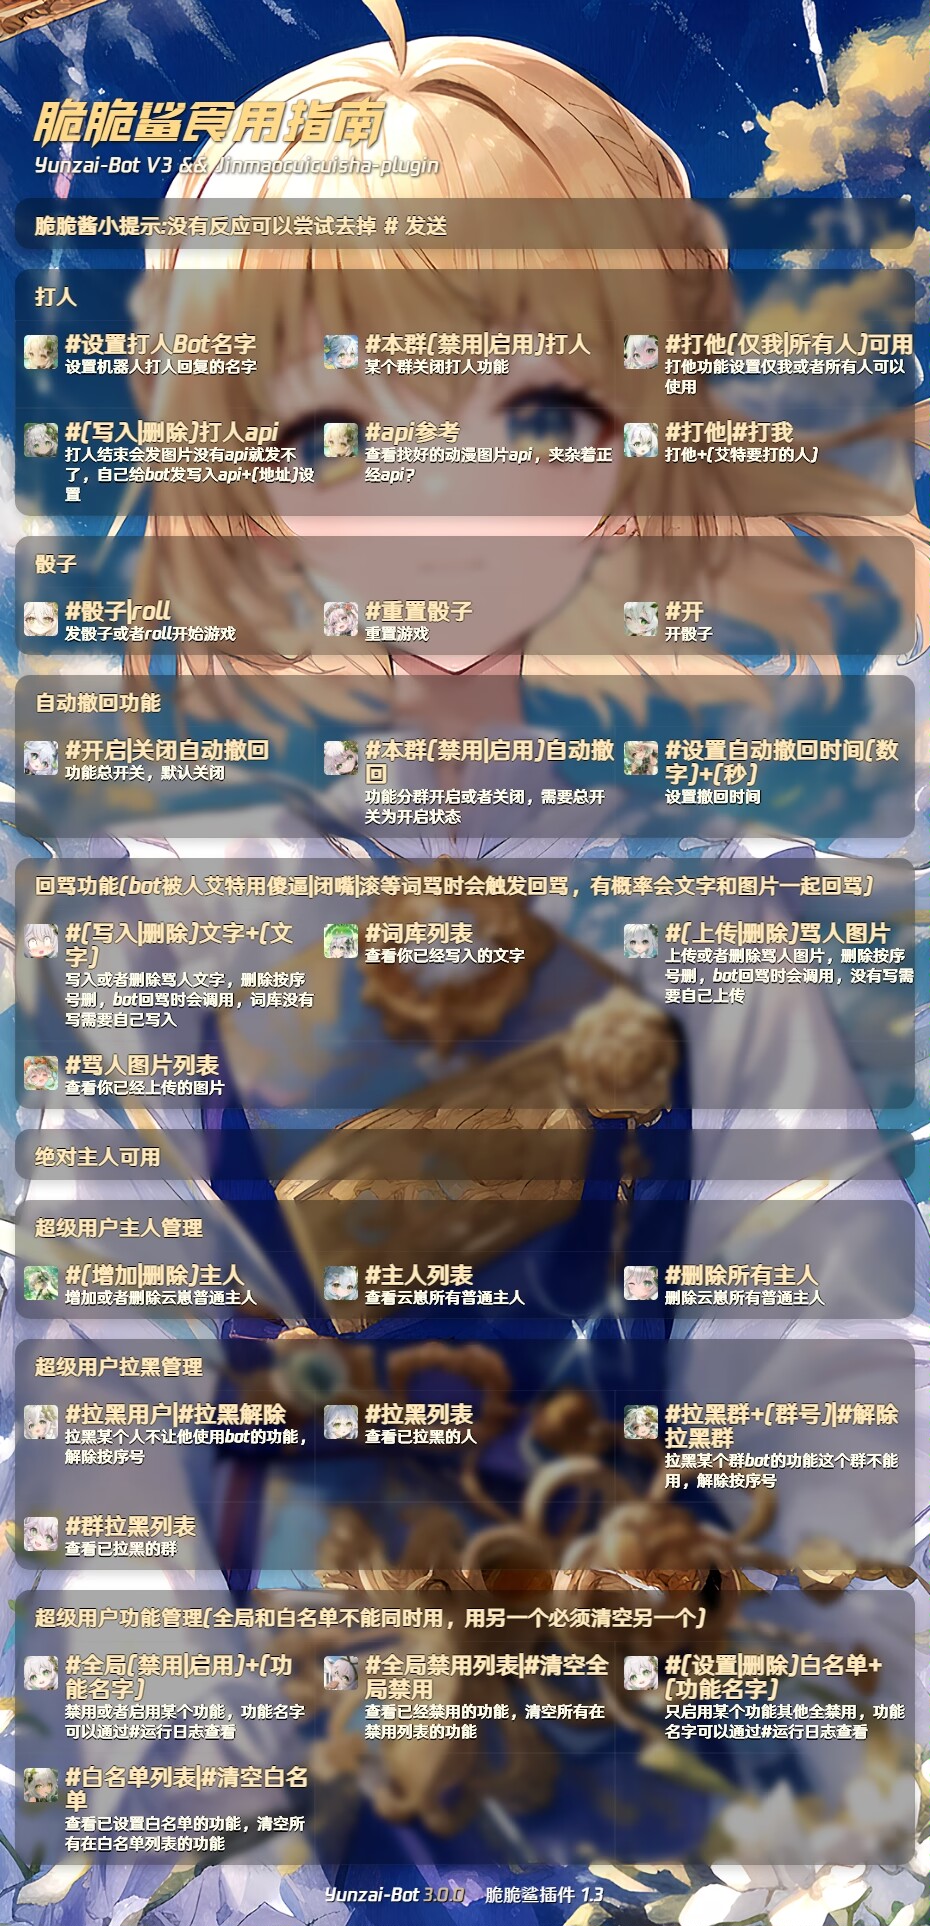 脆脆鲨食用指南
Yunzai-Bot V3 && Jinmaocuicuisha-plugin
脆脆酱小提示:没有反应可以尝试去掉 # 发送
打人
#设置打人Bot名字
设置机器人打人回复的名字
#本群(禁用|启用)打人
某个群关闭打人功能
#打他(仅我|所有人)可用
打他功能设置仅我或者所有人可以
使用
#(写入|删除)打人api
打人结束会发图片没有api就发不
了，自己给bot发写入api+(地址)设
置
#api参考
查看找好的动漫图片api，夹杂着正
经api?
#打他|#打我
打他+(艾特要打的人)
骰子
#骰子|roll
发骰子或者roll开始游戏
#重置骰子
重置游戏
#开
开骰子
自动撤回功能
#开启|关闭自动撤回
功能总开关，默认关闭
#本群(禁用|启用)自动撤
回
功能分群开启或者关闭，需要总开
关为开启状态
#设置自动撤回时间(数
字)+(秒)
设置撤回时间
回骂功能(bot被人艾特用傻逼|闭嘴|滚等词骂时会触发回骂，有概率会文字和图片一起回骂)
#(写入|删除)文字+(文
字)
写入或者删除骂人文字，删除按序
号删，bot回骂时会调用，词库没有
写需要自己写入
#词库列表
查看你已经写入的文字
#(上传|删除)骂人图片
上传或者删除骂人图片，删除按序
号删，bot回骂时会调用，没有写需
要自己上传
#骂人图片列表
查看你已经上传的图片
绝对主人可用
超级用户主人管理
#(增加|删除)主人
增加或者删除云崽普通主人
#主人列表
查看云崽所有普通主人
#删除所有主人
删除云崽所有普通主人
超级用户拉黑管理
#拉黑用户|#拉黑解除
拉黑某个人不让他使用bot的功能，
解除按序号
#拉黑列表
查看已拉黑的人
#拉黑群+(群号)|#解除
拉黑群
拉黑某个群bot的功能这个群不能
用，解除按序号
#群拉黑列表
查看已拉黑的群
超级用户功能管理(全局和白名单不能同时用，用另一个必须清空另一个)
#全局(禁用|启用)+(功
能名字)
禁用或者启用某个功能，功能名字
可以通过#运行日志查看
#全局禁用列表|#清空全
局禁用
查看已经禁用的功能，清空所有在
禁用列表的功能
#(设置|删除)白名单+
(功能名字)
只启用某个功能其他全禁用，功能
名字可以通过#运行日志查看
#白名单列表|#清空白名
单
查看已设置白名单的功能，清空所
有在白名单列表的功能
Yunzai-Bot 3.0.0 脆脆鲨插件 1.3